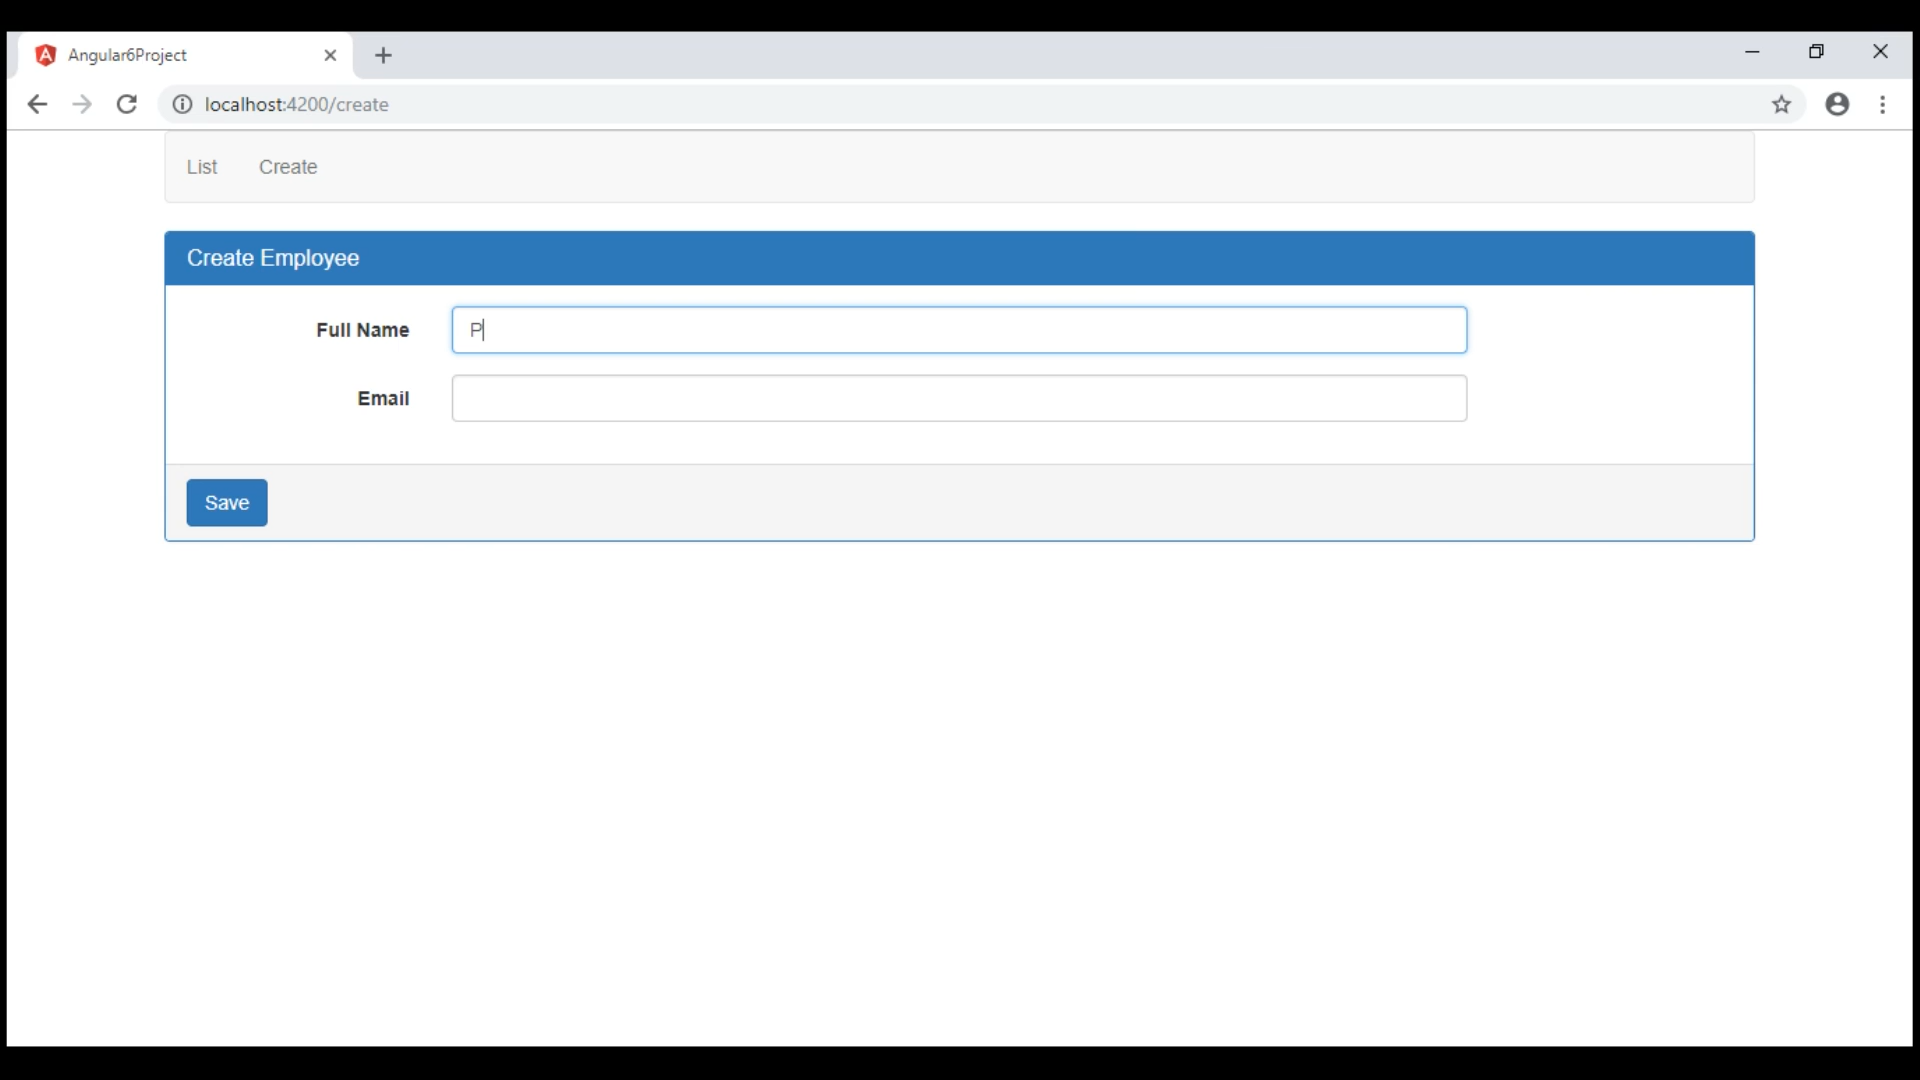 Angular6Project
localhost:4200/create
List Create
Create Employee
Full Name P
Email
Save